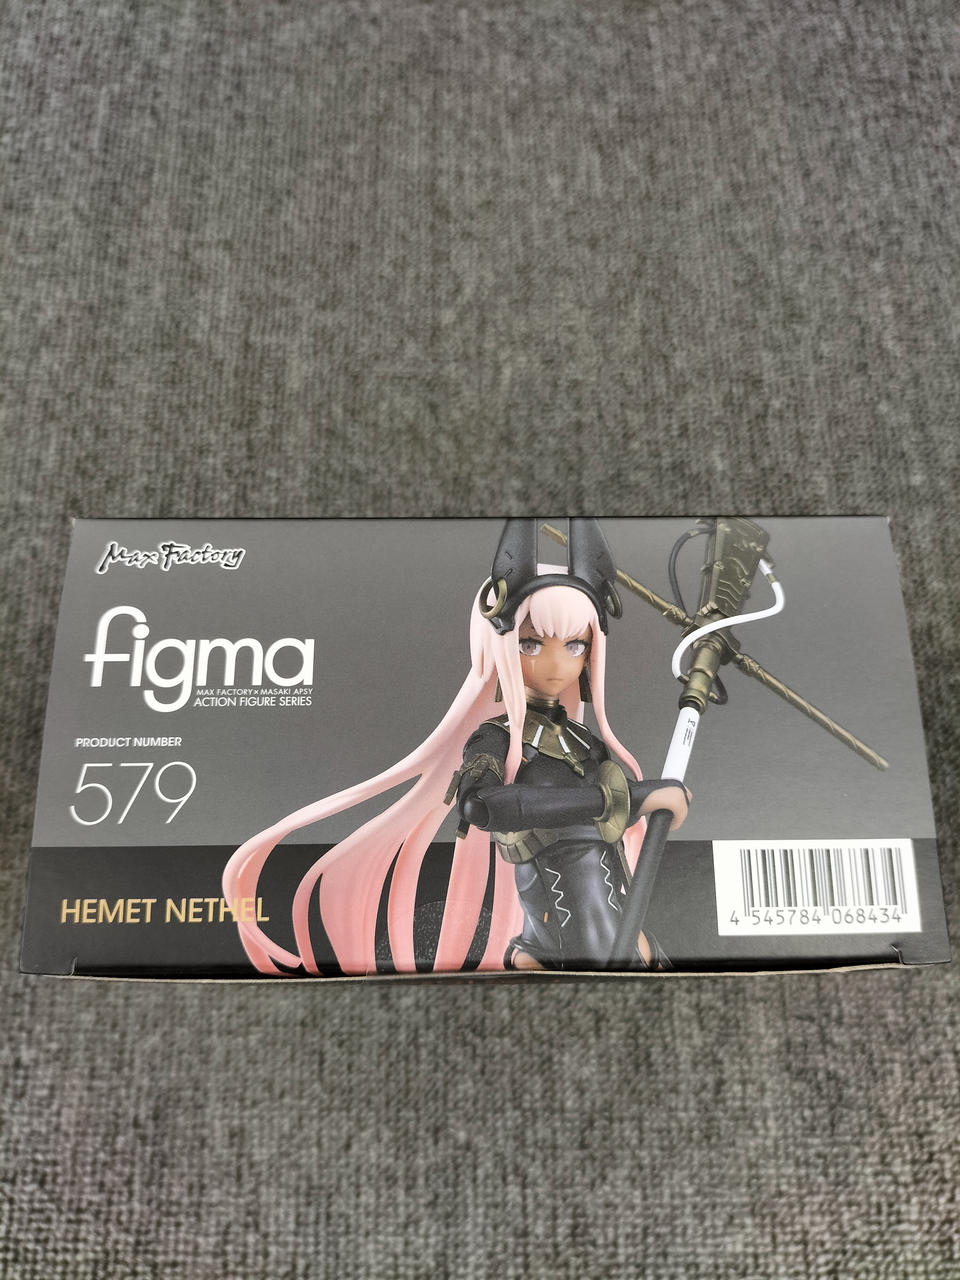 Max Factory
figma
MAX FACTORY × MASAKI APSY
ACTION FIGURE SERIES
PRODUCT NUMBER
579
HEMET NETHEL
4 545784 068434